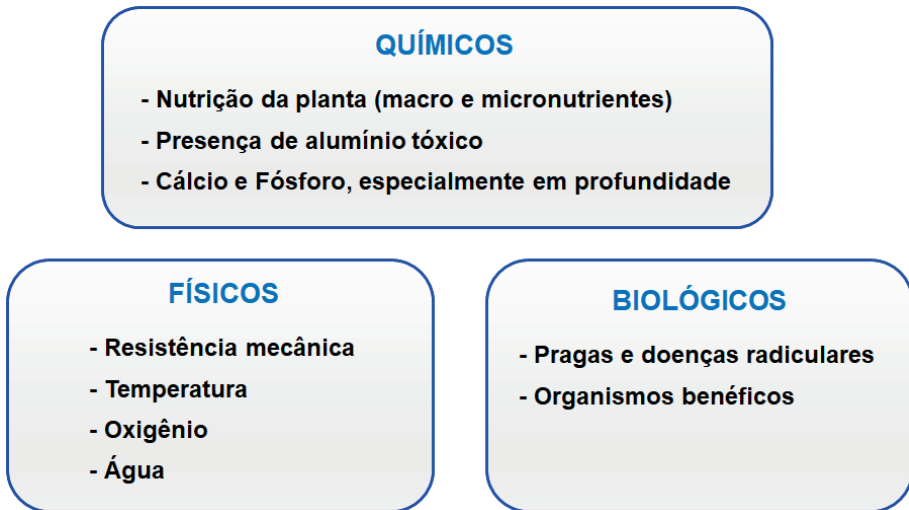 QUÍMICOS
- Nutrição da planta (macro e micronutrientes)
- Presença de alumínio tóxico
- Cálcio e Fósforo, especialmente em profundidade
FÍSICOS
- Resistência mecânica
- Temperatura
- Oxigênio
- Água
BIOLÓGICOS
- Pragas e doenças radiculares
- Organismos benéficos